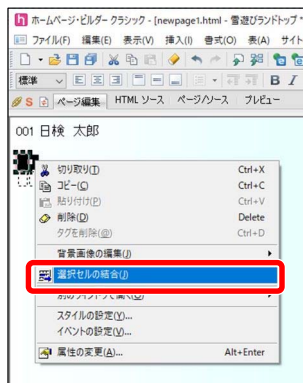 ホームページ・ビルダー クラシック - [newpage1.html - 雪遊びランドトップ *
ファイル(F) 編集(E) 表示(V) 挿入(I) 書式(O) 表(A) サイト
標準 B I
S ページ編集 HTML ソース ページ/ソース プレビュー
001 日検 太郎
切り取り(T) Ctrl+X
コピー(C) Ctrl+C
貼り付け(P) Ctrl+V
削除(D) Delete
タグを削除(@) Ctrl+D
背景画像の編集(J)
選択セルの結合(J)
スタイルの設定(Y)...
イベントの設定(V)...
属性の変更(A)... Alt+Enter